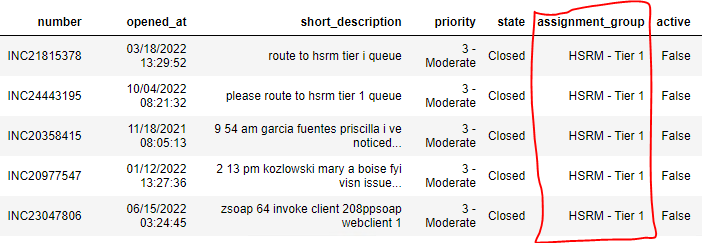 number opened_at short_description priority state assignment_group active
INC21815378 03/18/2022 13:29:52 route to hsrm tier i queue 3 - Moderate Closed HSRM - Tier 1 False
INC24443195 10/04/2022 08:21:32 please route to hsrm tier 1 queue 3 - Moderate Closed HSRM - Tier 1 False
INC20358415 11/18/2021 08:05:13 9 54 am garcia fuentes priscilla i ve noticed... 3 - Moderate Closed HSRM - Tier 1 False
INC20977547 01/12/2022 13:27:36 2 13 pm kozlowski mary a boise fyi visn issue... 3 - Moderate Closed HSRM - Tier 1 False
INC23047806 06/15/2022 03:24:45 zsoap 64 invoke client 208ppsoap webclient 1 3 - Moderate Closed HSRM - Tier 1 False